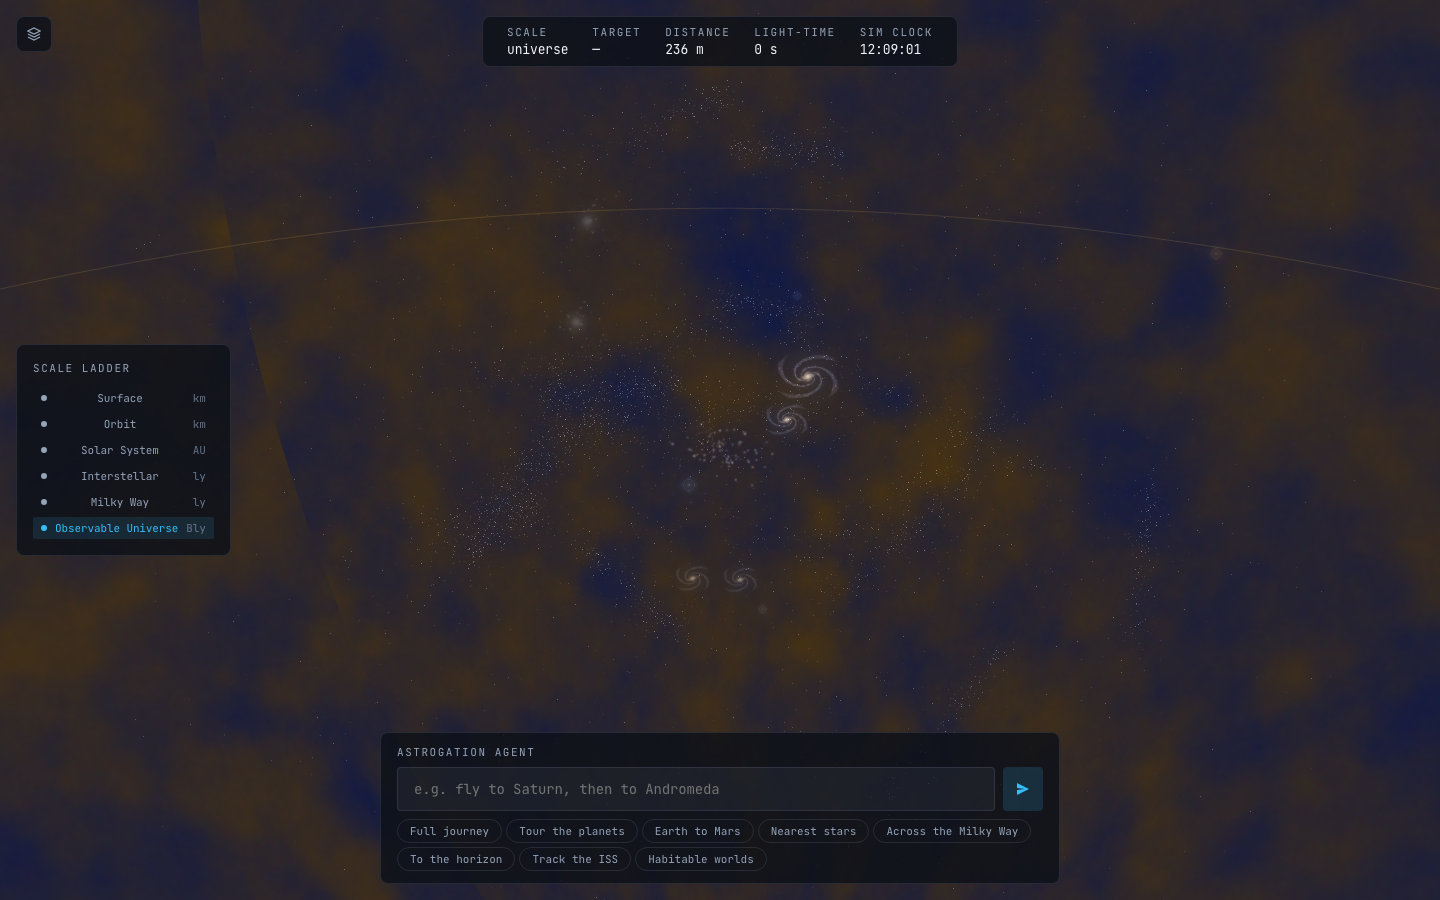 SCALE TARGET DISTANCE LIGHT-TIME SIM CLOCK
universe — 236 m 0 s 12:09:01
SCALE LADDER
Surface km
Orbit km
Solar System AU
Interstellar ly
Milky Way ly
Observable Universe Bly
ASTROGATION AGENT
e.g. fly to Saturn, then to Andromeda
Full journey Tour the planets Earth to Mars Nearest stars Across the Milky Way
To the horizon Track the ISS Habitable worlds